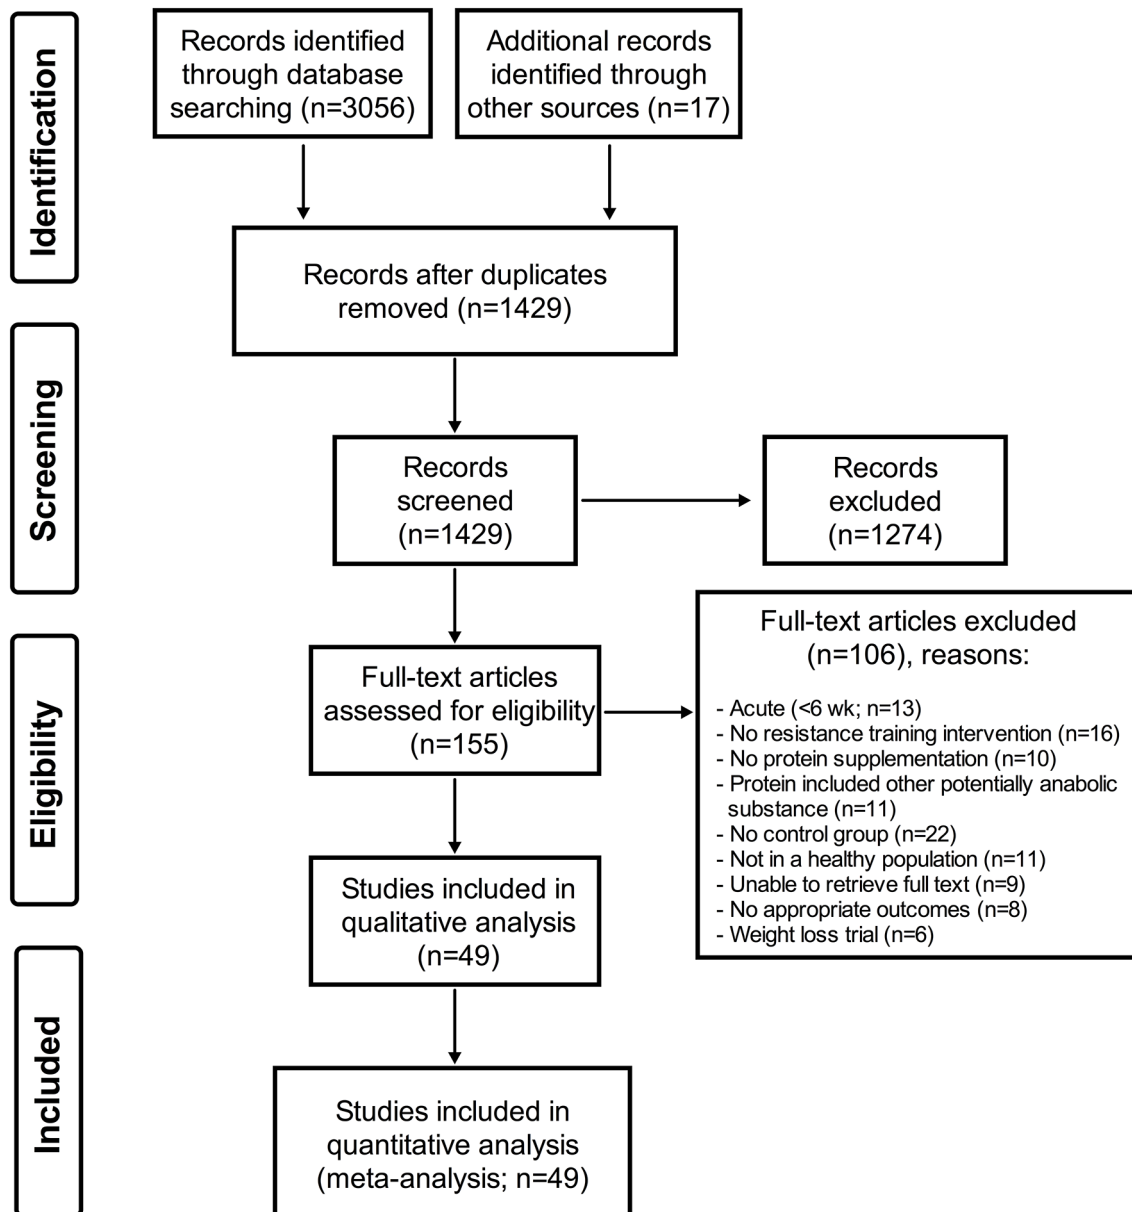 Identification
Records identified
through database
searching (n=3056)
Additional records
identified through
other sources (n=17)
Records after duplicates
removed (n=1429)
Screening
Records
screened
(n=1429)
Records
excluded
(n=1274)
Eligibility
Full-text articles
assessed for eligibility
(n=155)
Full-text articles excluded
(n=106), reasons:
- Acute (<6 wk; n=13)
- No resistance training intervention (n=16)
- No protein supplementation (n=10)
- Protein included other potentially anabolic
substance (n=11)
- No control group (n=22)
- Not in a healthy population (n=11)
- Unable to retrieve full text (n=9)
- No appropriate outcomes (n=8)
- Weight loss trial (n=6)
Studies included in
qualitative analysis
(n=49)
Included
Studies included in
quantitative analysis
(meta-analysis; n=49)